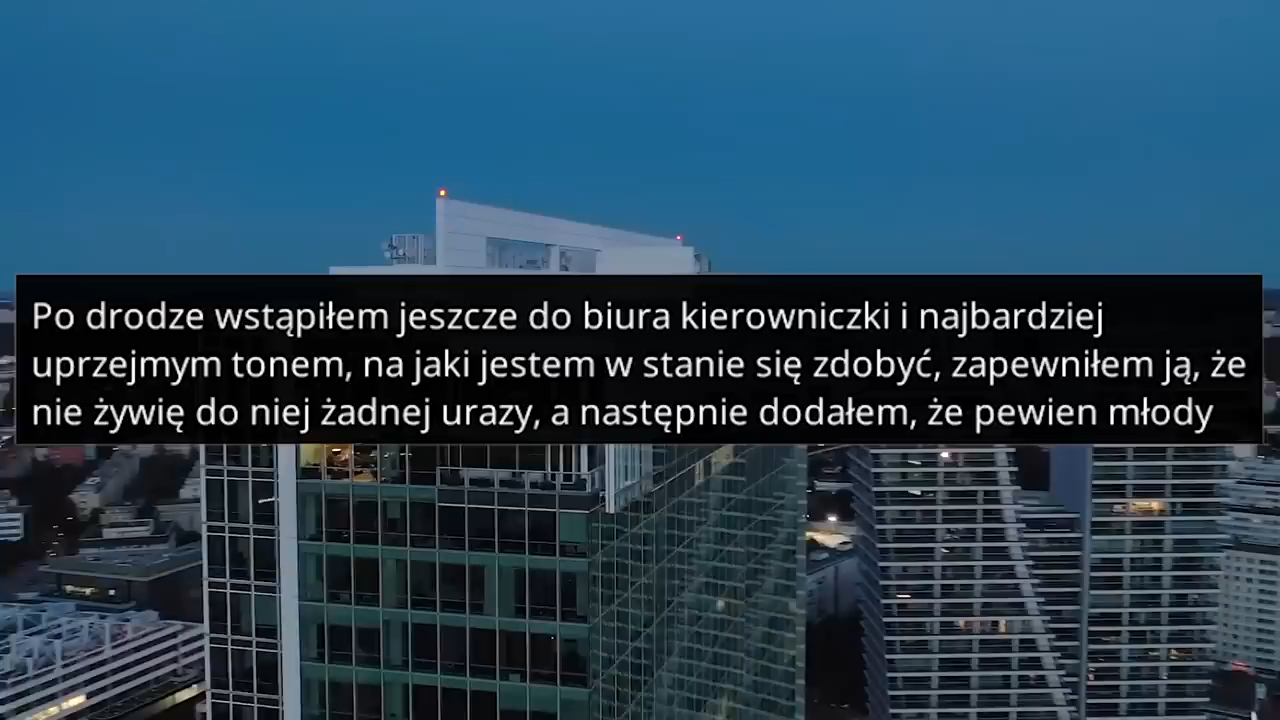 Po drodze wstąpiłem jeszcze do biura kierowniczki i najbardziej
uprzejmym tonem, na jaki jestem w stanie się zdobyć, zapewniłem ją, że
nie żywię do niej żadnej urazy, a następnie dodałem, że pewien młody